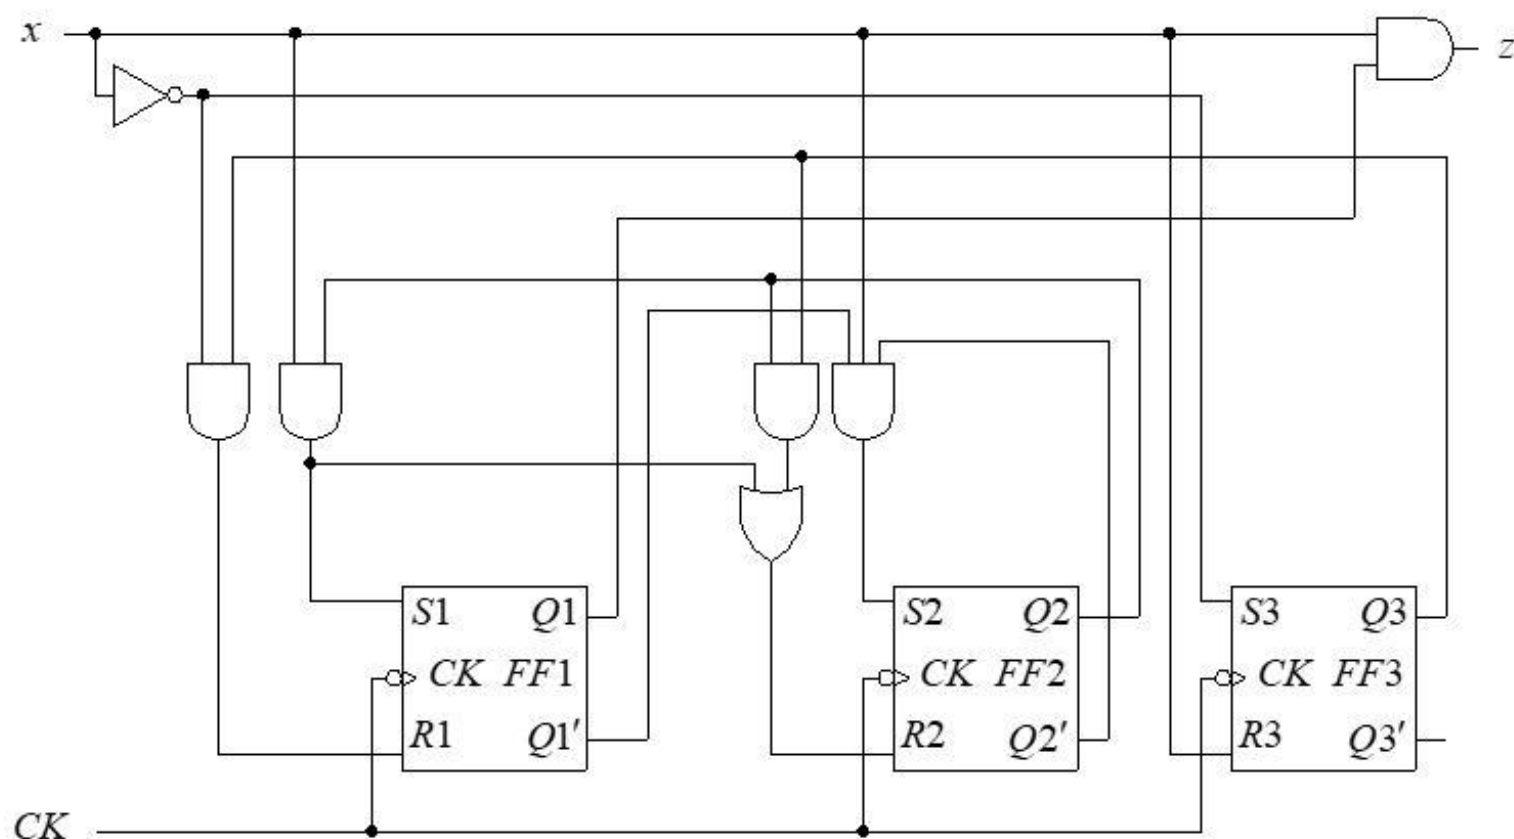 x
z
S1 Q1
CK FF1
R1 Q1′
S2 Q2
CK FF2
R2 Q2′
S3 Q3
CK FF3
R3 Q3′
CK